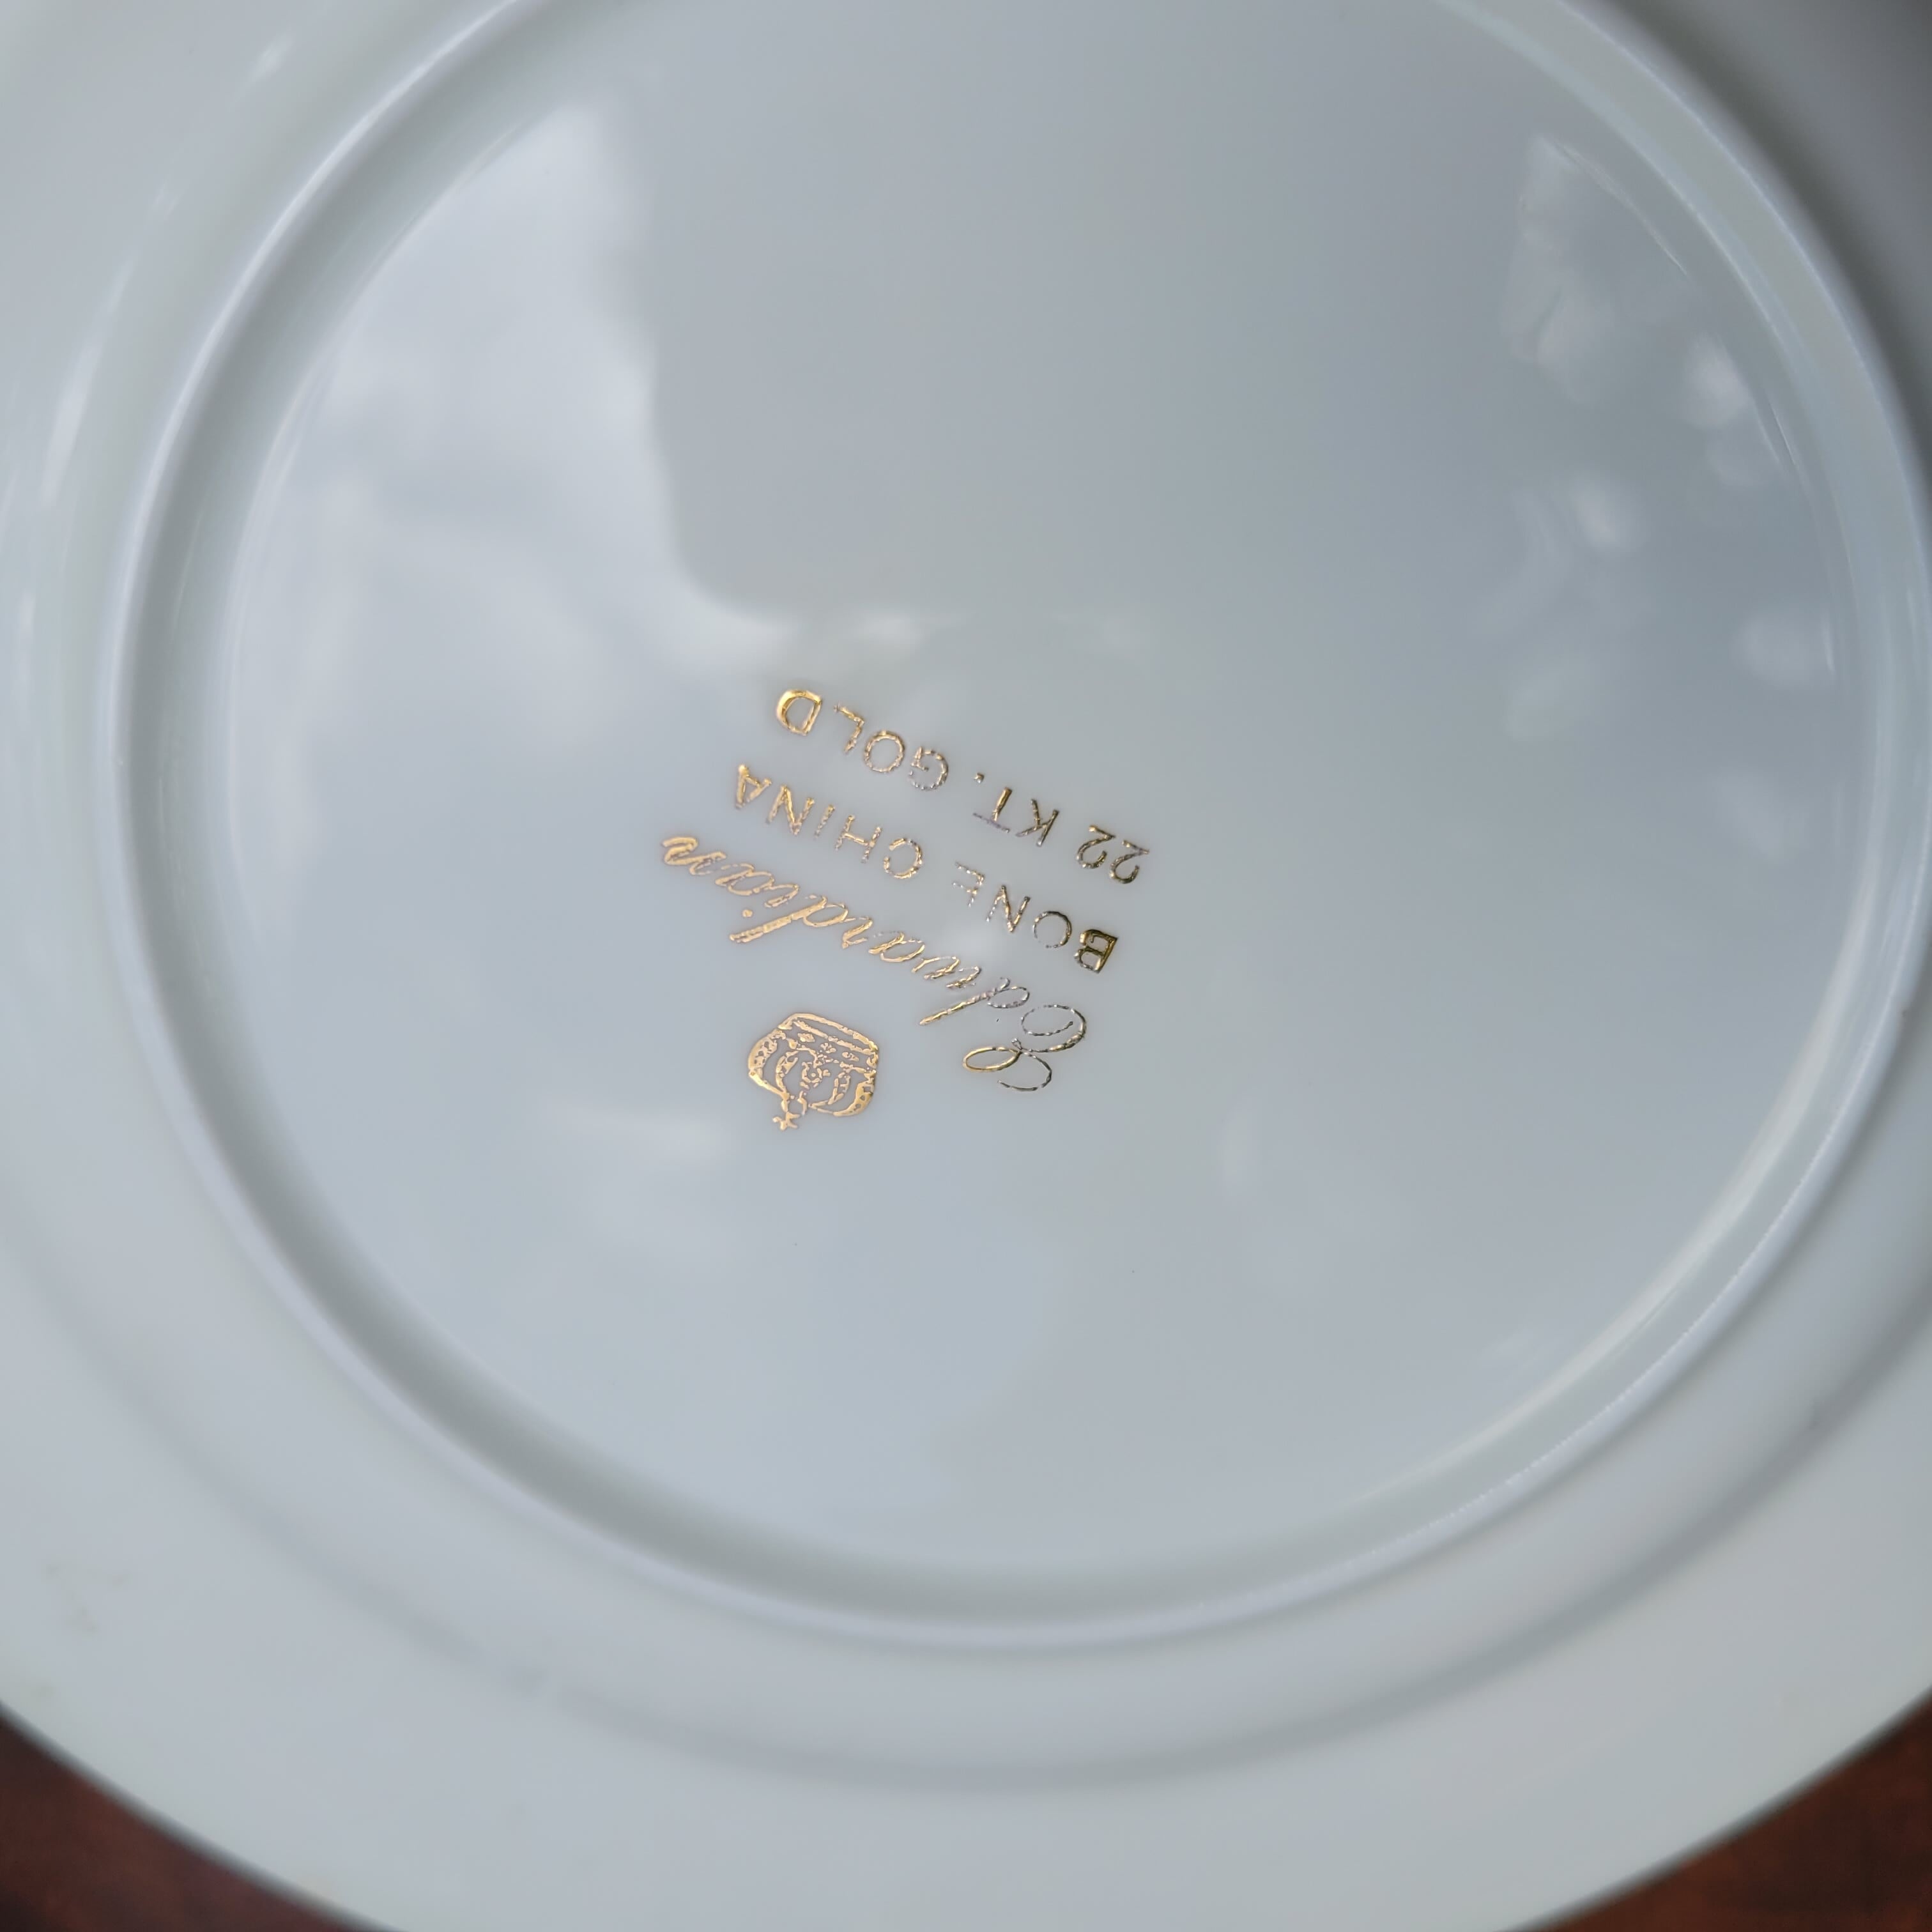 Edwardian
BONE CHINA
22 KT. GOLD